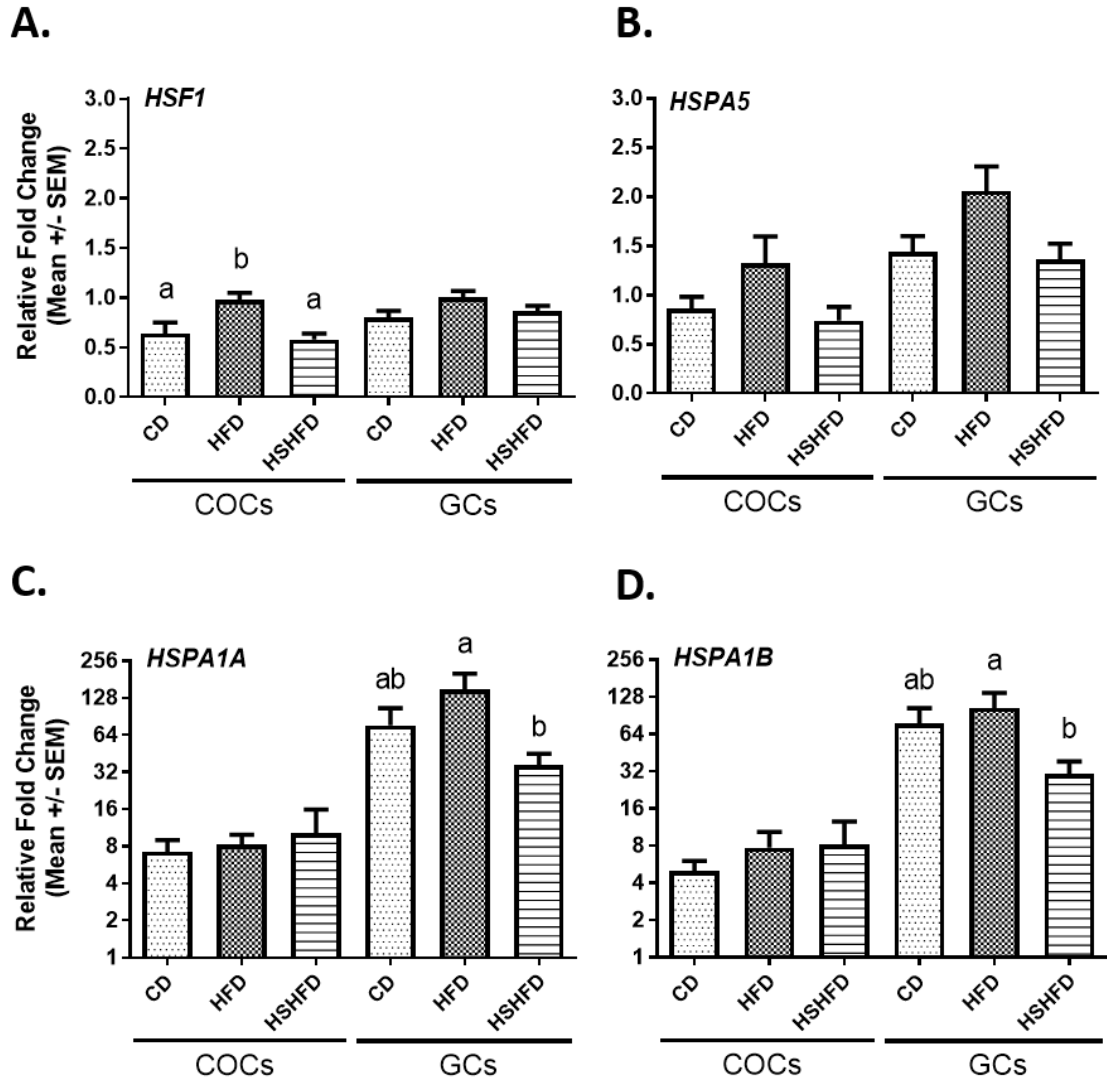 A.
HSF1
Relative Fold Change
(Mean +/- SEM)
3.0
2.5
2.0
1.5
1.0
0.5
0.0
a
b
a
CD
HFD
HSHFD
CD
HFD
HSHFD
COCs
GCs
B.
HSPA5
3.0
2.5
2.0
1.5
1.0
0.5
0.0
CD
HFD
HSHFD
CD
HFD
HSHFD
COCs
GCs
C.
HSPA1A
Relative Fold Change
(Mean +/- SEM)
256
128
64
32
16
8
4
2
1
ab
a
b
CD
HFD
HSHFD
CD
HFD
HSHFD
COCs
GCs
D.
HSPA1B
256
128
64
32
16
8
4
2
1
ab
a
b
CD
HFD
HSHFD
CD
HFD
HSHFD
COCs
GCs